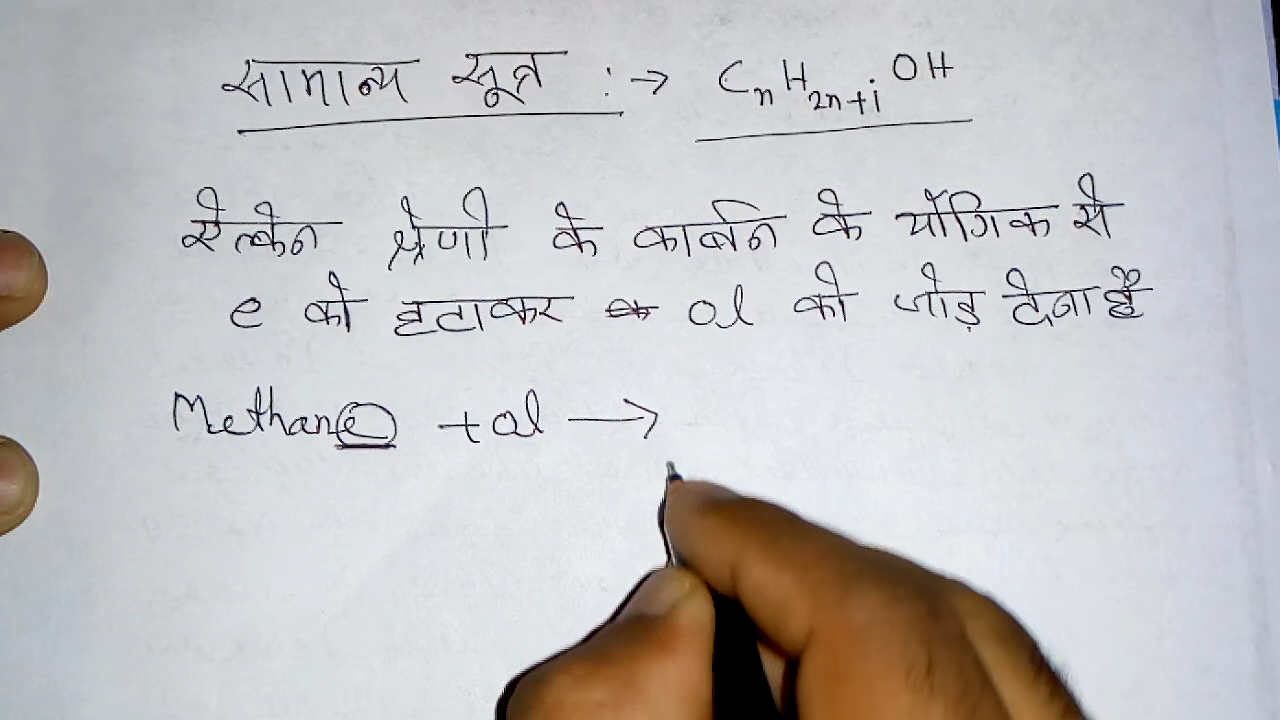 सामान्य सूत्र :→ CnH2n+1OH
ऐल्केन श्रेणी के कार्बन के यौगिक से
e को हटाकर ol को जोड़ देना है
Methane + ol →